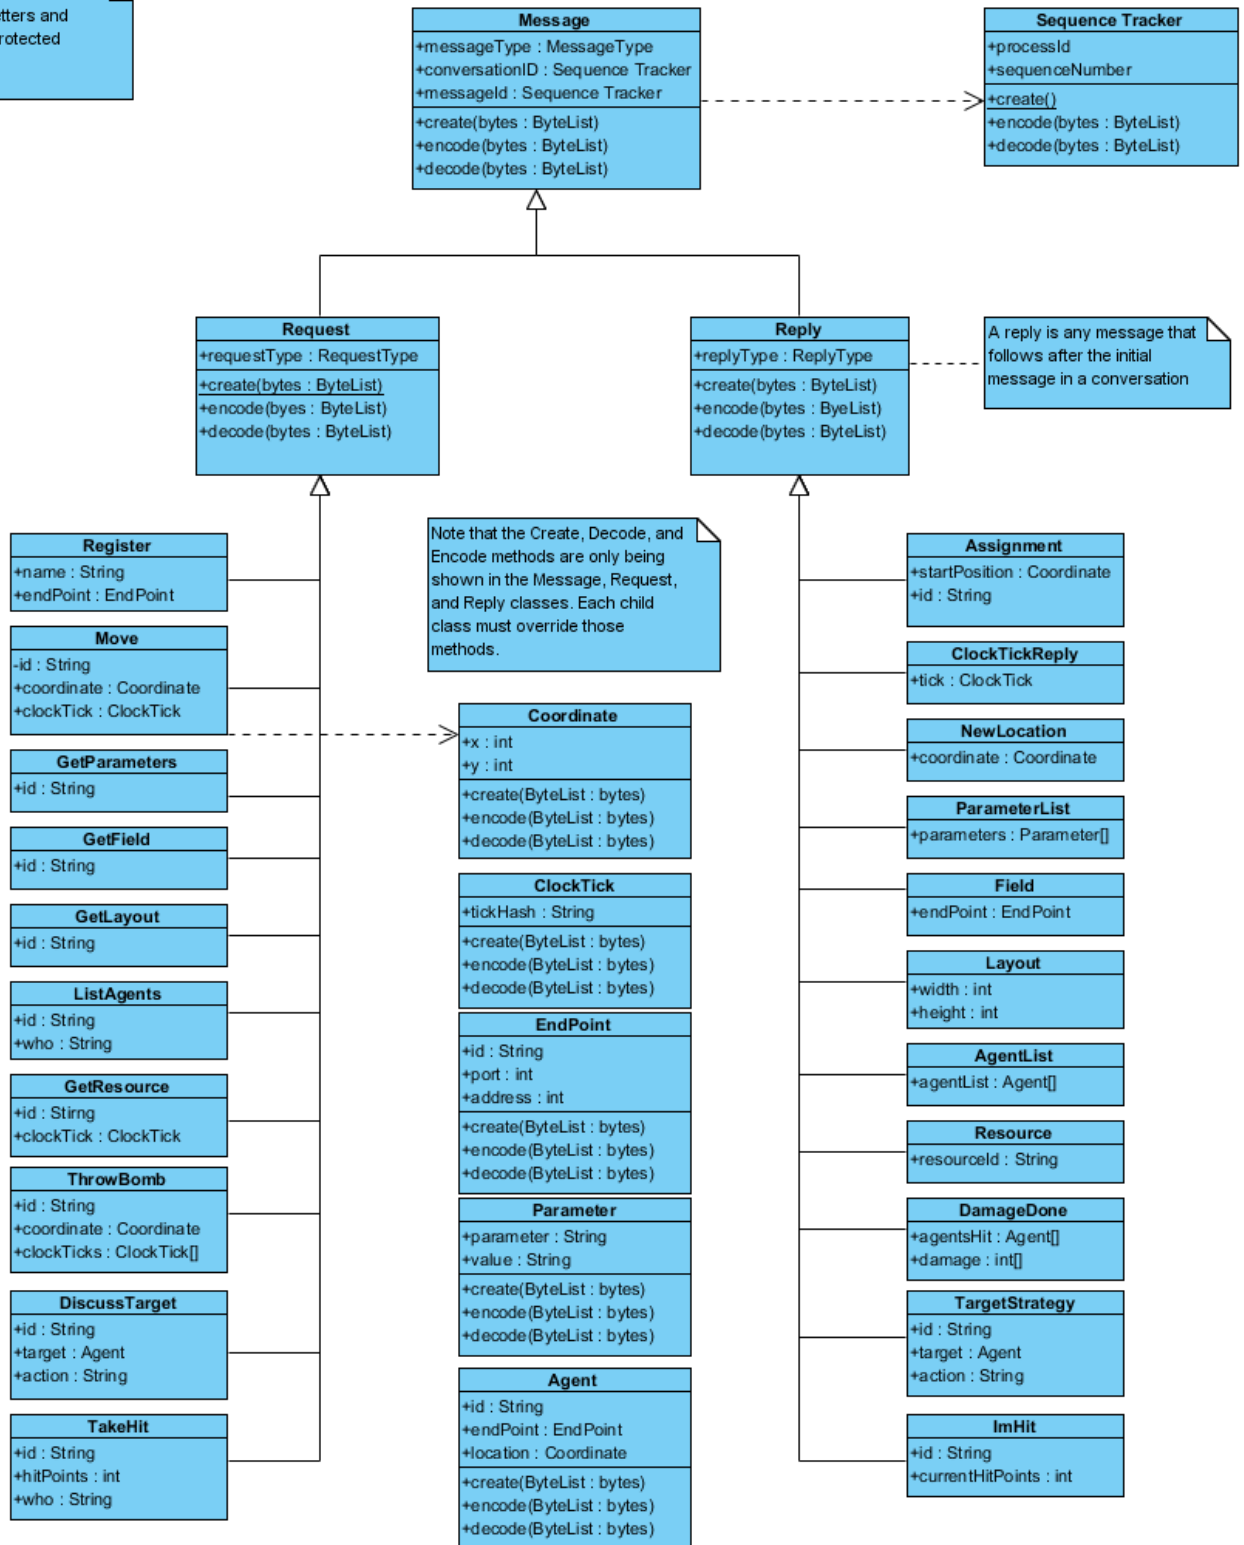 tters and
rotected
Message
+messageType : MessageType
+conversationID : Sequence Tracker
+messageId : Sequence Tracker
+create(bytes : ByteList)
+encode(bytes : ByteList)
+decode(bytes : ByteList)
Sequence Tracker
+processId
+sequenceNumber
+create()
+encode(bytes : ByteList)
+decode(bytes : ByteList)
Request
+requestType : RequestType
+create(bytes : ByteList)
+encode(byes : ByteList)
+decode(bytes : ByteList)
Reply
+replyType : ReplyType
+create(bytes : ByteList)
+encode(bytes : ByeList)
+decode(bytes : ByteList)
A reply is any message that
follows after the initial
message in a conversation
Note that the Create, Decode, and
Encode methods are only being
shown in the Message, Request,
and Reply classes. Each child
class must override those
methods.
Register
+name : String
+endPoint : EndPoint
Move
-id : String
+coordinate : Coordinate
+clockTick : ClockTick
GetParameters
+id : String
GetField
+id : String
GetLayout
+id : String
ListAgents
+id : String
+who : String
GetResource
+id : Stirng
+clockTick : ClockTick
ThrowBomb
+id : String
+coordinate : Coordinate
+clockTicks : ClockTick[]
DiscussTarget
+id : String
+target : Agent
+action : String
TakeHit
+id : String
+hitPoints : int
+who : String
Coordinate
+x : int
+y : int
+create(ByteList : bytes)
+encode(ByteList : bytes)
+decode(ByteList : bytes)
ClockTick
+tickHash : String
+create(ByteList : bytes)
+encode(ByteList : bytes)
+decode(ByteList : bytes)
EndPoint
+id : String
+port : int
+address : int
+create(ByteList : bytes)
+encode(ByteList : bytes)
+decode(ByteList : bytes)
Parameter
+parameter : String
+value : String
+create(ByteList : bytes)
+encode(ByteList : bytes)
+decode(ByteList : bytes)
Agent
+id : String
+endPoint : EndPoint
+location : Coordinate
+create(ByteList : bytes)
+encode(ByteList : bytes)
+decode(ByteList : bytes)
Assignment
+startPosition : Coordinate
+id : String
ClockTickReply
+tick : ClockTick
NewLocation
+coordinate : Coordinate
ParameterList
+parameters : Parameter[]
Field
+endPoint : EndPoint
Layout
+width : int
+height : int
AgentList
+agentList : Agent[]
Resource
+resourceId : String
DamageDone
+agentsHit : Agent[]
+damage : int[]
TargetStrategy
+id : String
+target : Agent
+action : String
ImHit
+id : String
+currentHitPoints : int